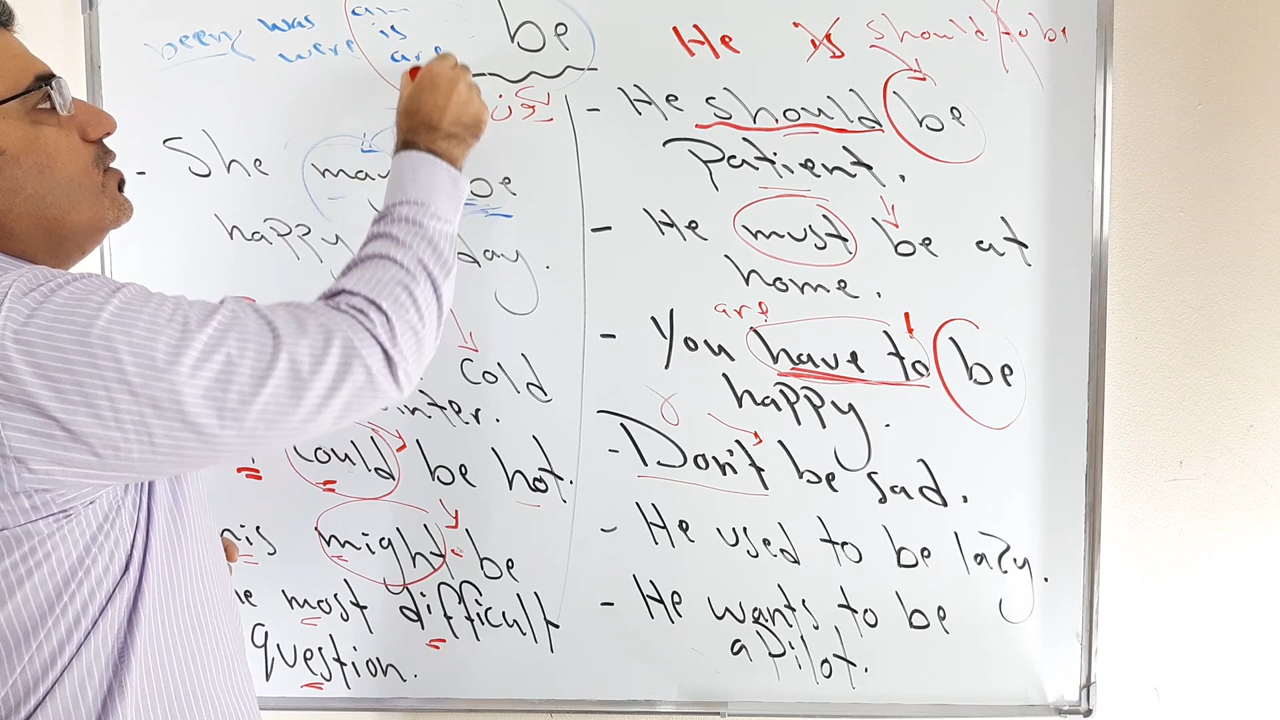 been was am
were is
are
be
يكون
- She may be
happy day.
cold
could be hot.
might be
most difficult
question.
He is should to be
- He should be
Patient.
- He must be at
home.
are
- You have to be
happy.
- Don't be sad.
- He used to be lazy.
- He wants to be
a Pilot.